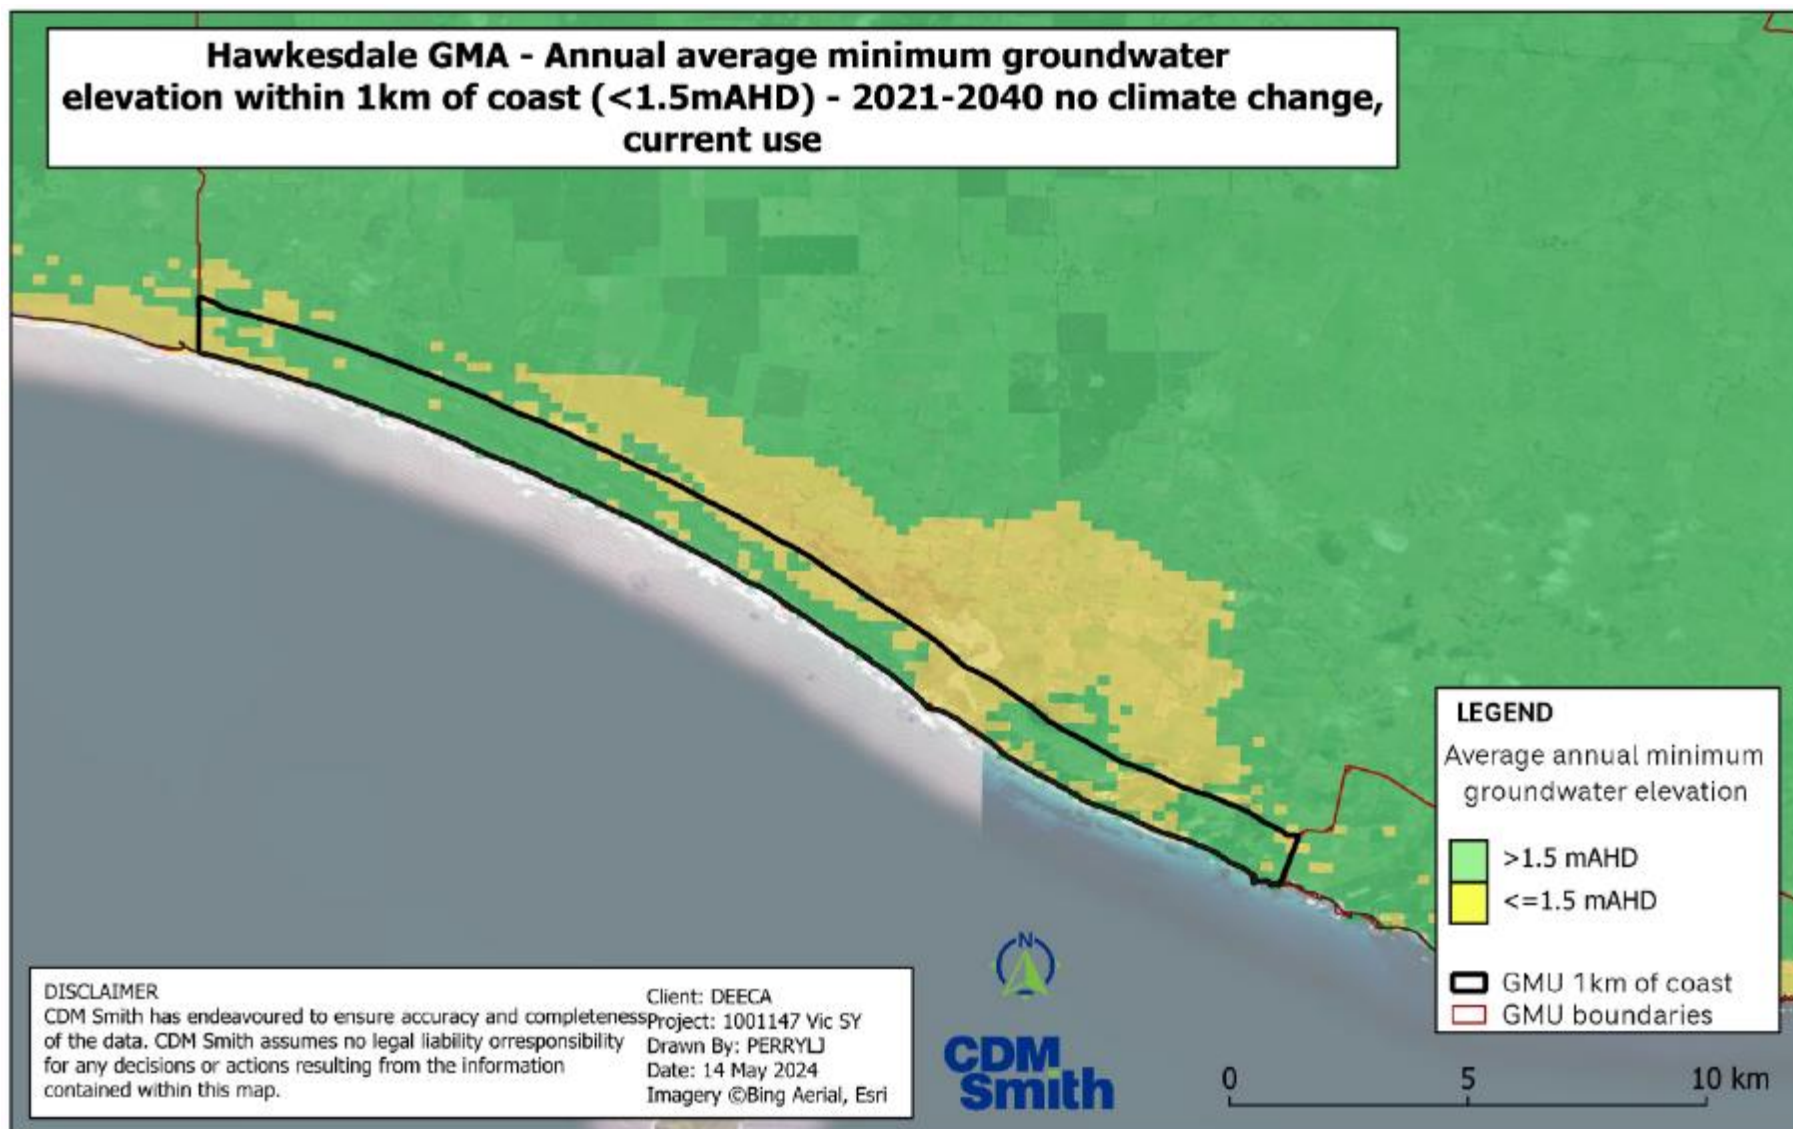 Hawkesdale GMA - Annual average minimum groundwater
elevation within 1km of coast (<1.5mAHD) - 2021-2040 no climate change,
current use
LEGEND
Average annual minimum
groundwater elevation
>1.5 mAHD
<=1.5 mAHD
GMU 1km of coast
GMU boundaries
DISCLAIMER
CDM Smith has endeavoured to ensure accuracy and completeness
of the data. CDM Smith assumes no legal liability orresponsibility
for any decisions or actions resulting from the information
contained within this map.
Client: DEECA
Project: 1001147 Vic SY
Drawn By: PERRYLJ
Date: 14 May 2024
Imagery ©Bing Aerial, Esri
N
CDM
Smith
0 5 10 km